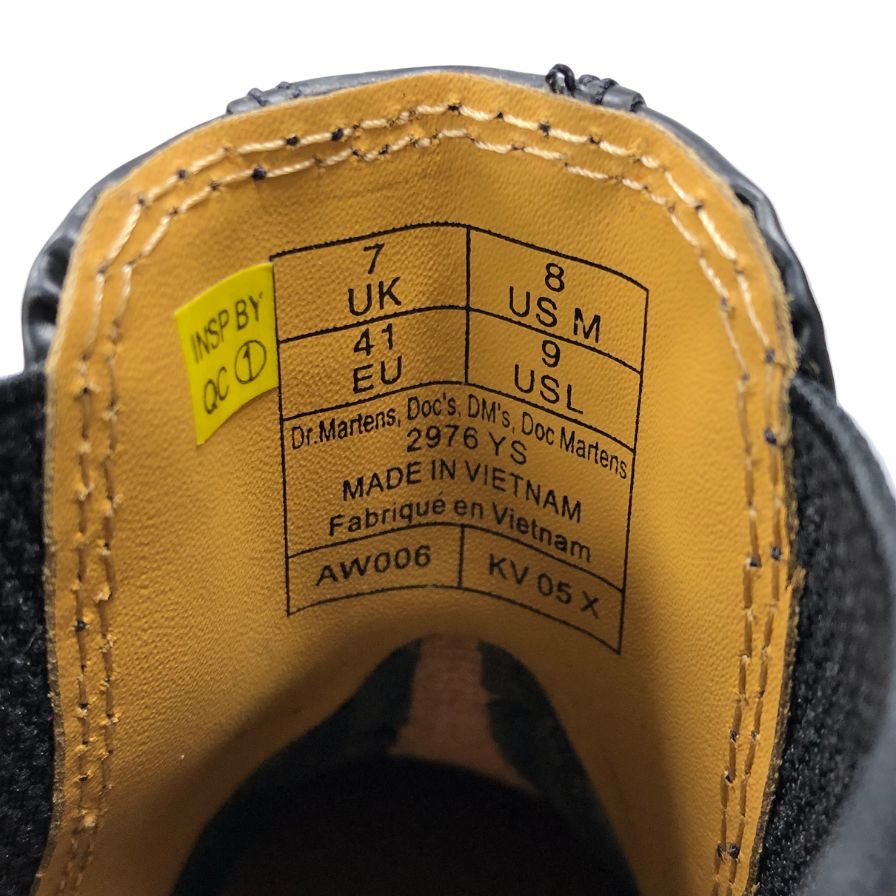 INSP BY
QC 1
7
UK
8
US M
41
EU
9
USL
Dr.Martens, Doc's, DM's, Doc Martens
2976 YS
MADE IN VIETNAM
Fabriqué en Vietnam
AW006
KV 05 X